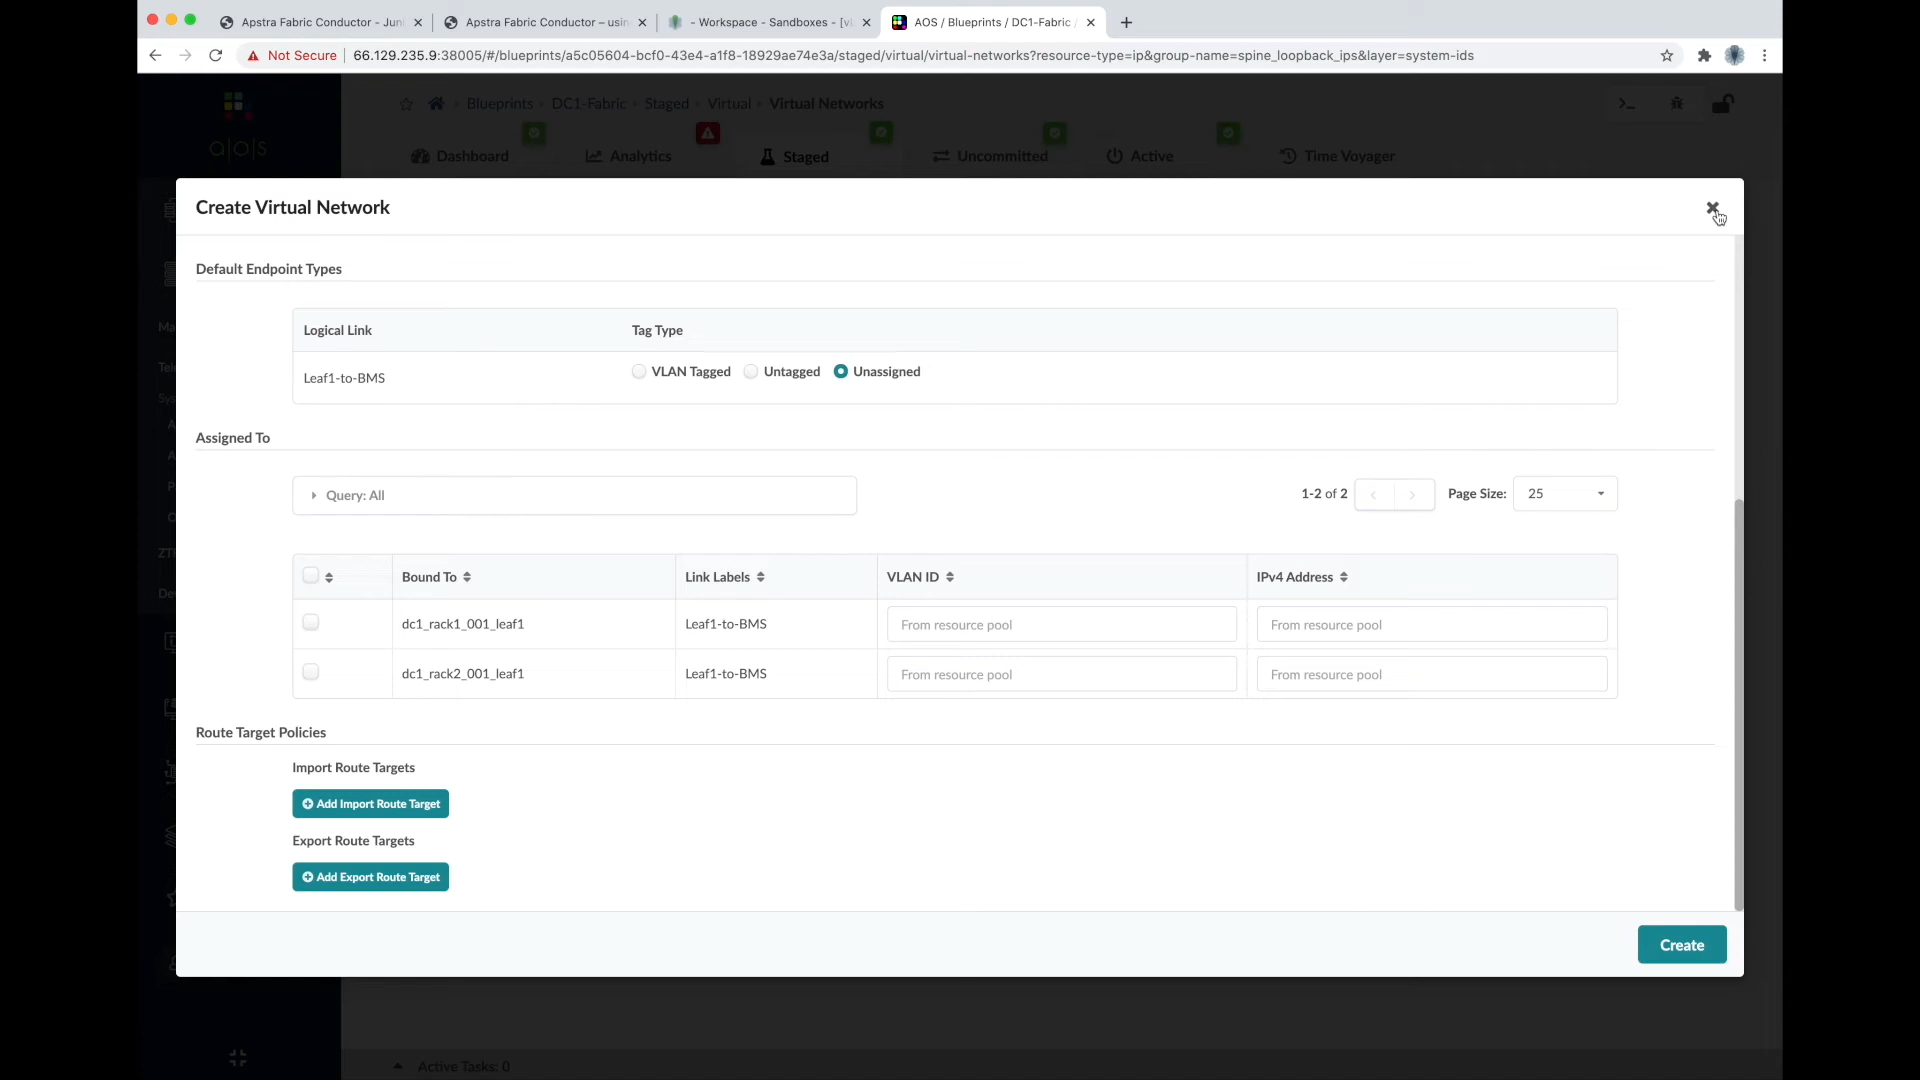 Apstra Fabric Conductor - Juni
Apstra Fabric Conductor – usin
- Workspace - Sandboxes - [v
AOS / Blueprints / DC1-Fabric /
Not Secure
66.129.235.9:38005/#/blueprints/a5c05604-bcf0-43e4-a1f8-18929ae74e3a/staged/virtual/virtual-networks?resource-type=ip&group-name=spine_loopback_ips&layer=system-ids
a|o|s
Blueprints
DC1-Fabric
Staged
Virtual
Virtual Networks
Dashboard
Analytics
Staged
Uncommitted
Active
Time Voyager
Create Virtual Network
Default Endpoint Types
Logical Link
Tag Type
Leaf1-to-BMS
VLAN Tagged
Untagged
Unassigned
Assigned To
Query: All
1-2 of 2
Page Size:
25
Bound To
Link Labels
VLAN ID
IPv4 Address
dc1_rack1_001_leaf1
Leaf1-to-BMS
From resource pool
From resource pool
dc1_rack2_001_leaf1
Leaf1-to-BMS
From resource pool
From resource pool
Route Target Policies
Import Route Targets
Add Import Route Target
Export Route Targets
Add Export Route Target
Create
Active Tasks: 0